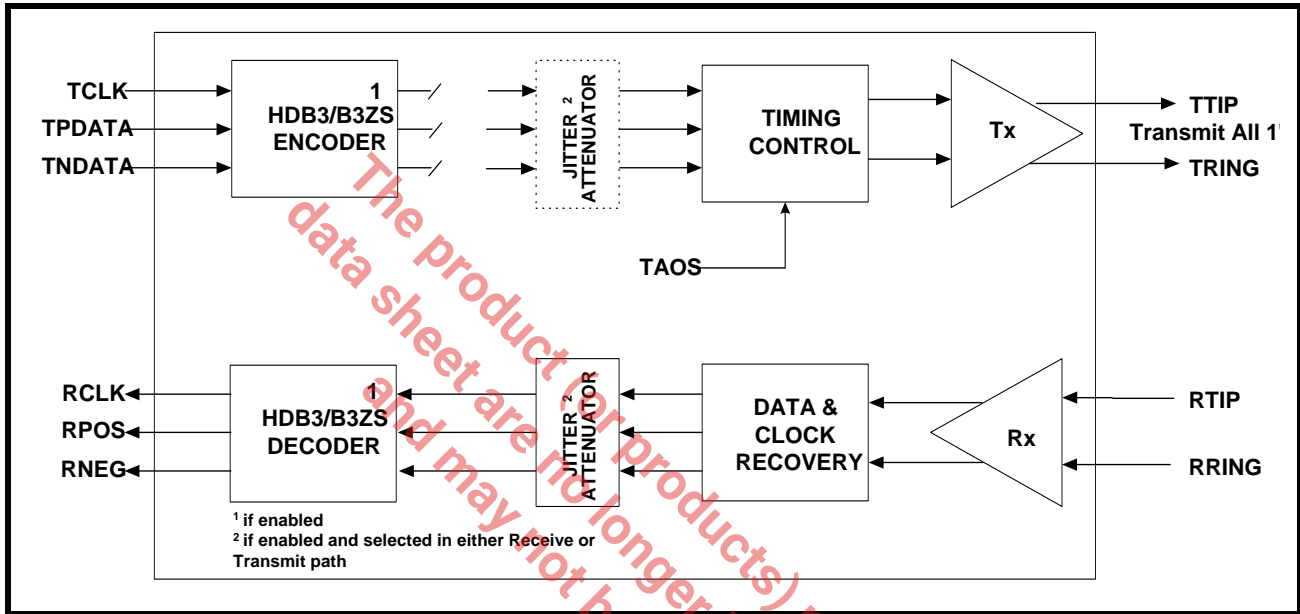 TCLK
TPDATA
TNDATA
1
HDB3/B3ZS
ENCODER
JITTER 2
ATTENUATOR
TIMING
CONTROL
Tx
TTIP
Transmit All 1'
TRING
TAOS
RCLK
RPOS
RNEG
1
HDB3/B3ZS
DECODER
JITTER 2
ATTENUATOR
DATA &
CLOCK
RECOVERY
Rx
RTIP
RRING
1 if enabled
2 if enabled and selected in either Receive or
Transmit path
The product (or products)
data sheet are no longer
and may not b